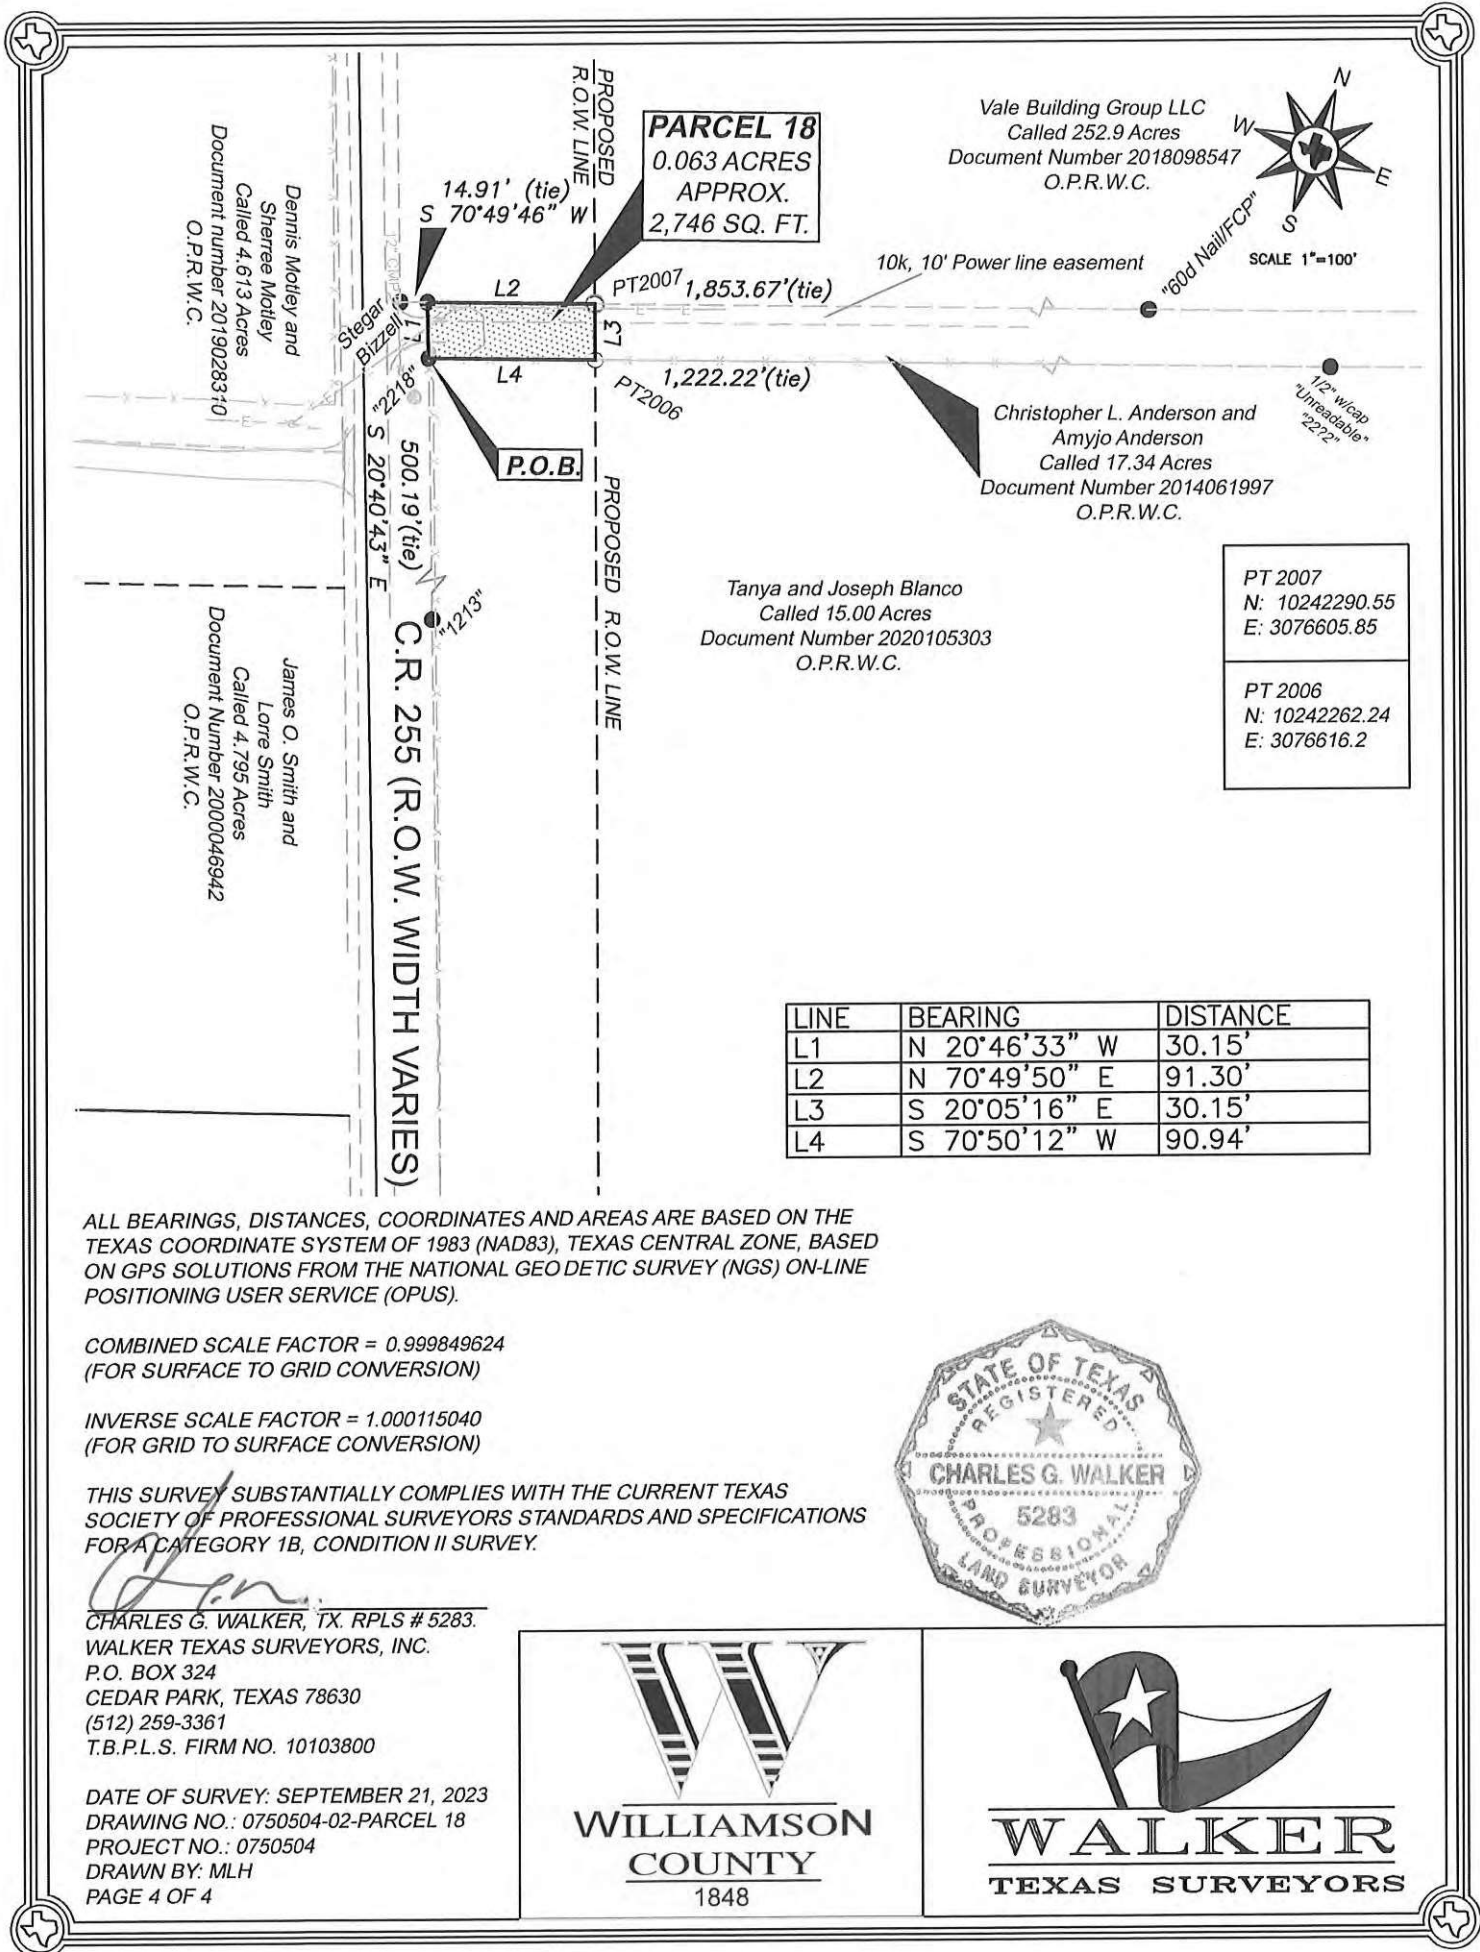 PROPOSED
R.O.W. LINE
PARCEL 18
0.063 ACRES
APPROX.
2,746 SQ. FT.
Vale Building Group LLC
Called 252.9 Acres
Document Number 2018098547
O.P.R.W.C.
N
W
E
S
SCALE 1"=100'
14.91' (tie)
S 70°49'46" W
Dennis Motley and
Sherree Motley
Called 4.613 Acres
Document number 2019028310
O.P.R.W.C.
12" CMP
10k, 10' Power line easement
"60d Nail/FCP"
L2
PT2007
1,853.67'(tie)
Stegar
Bizzell
L1
L3
L4
"2218"
PT2006
1,222.22'(tie)
1/2" w/cap
"Unreadable"
"22?2"
P.O.B.
Christopher L. Anderson and
Amyjo Anderson
Called 17.34 Acres
Document Number 2014061997
O.P.R.W.C.
500.19'(tie)
S 20°40'43" E
"1213"
PROPOSED R.O.W. LINE
Tanya and Joseph Blanco
Called 15.00 Acres
Document Number 2020105303
O.P.R.W.C.
PT 2007
N: 10242290.55
E: 3076605.85
PT 2006
N: 10242262.24
E: 3076616.2
James O. Smith and
Lorre Smith
Called 4.795 Acres
Document Number 2000046942
O.P.R.W.C.
C.R. 255 (R.O.W. WIDTH VARIES)
LINE BEARING DISTANCE
L1 N 20°46'33" W 30.15'
L2 N 70°49'50" E 91.30'
L3 S 20°05'16" E 30.15'
L4 S 70°50'12" W 90.94'
ALL BEARINGS, DISTANCES, COORDINATES AND AREAS ARE BASED ON THE
TEXAS COORDINATE SYSTEM OF 1983 (NAD83), TEXAS CENTRAL ZONE, BASED
ON GPS SOLUTIONS FROM THE NATIONAL GEODETIC SURVEY (NGS) ON-LINE
POSITIONING USER SERVICE (OPUS).
COMBINED SCALE FACTOR = 0.999849624
(FOR SURFACE TO GRID CONVERSION)
INVERSE SCALE FACTOR = 1.000115040
(FOR GRID TO SURFACE CONVERSION)
THIS SURVEY SUBSTANTIALLY COMPLIES WITH THE CURRENT TEXAS
SOCIETY OF PROFESSIONAL SURVEYORS STANDARDS AND SPECIFICATIONS
FOR A CATEGORY 1B, CONDITION II SURVEY.
STATE OF TEXAS
REGISTERED
CHARLES G. WALKER
5283
PROFESSIONAL
LAND SURVEYOR
CHARLES G. WALKER, TX. RPLS # 5283.
WALKER TEXAS SURVEYORS, INC.
P.O. BOX 324
CEDAR PARK, TEXAS 78630
(512) 259-3361
T.B.P.L.S. FIRM NO. 10103800
DATE OF SURVEY: SEPTEMBER 21, 2023
DRAWING NO.: 0750504-02-PARCEL 18
PROJECT NO.: 0750504
DRAWN BY: MLH
PAGE 4 OF 4
W
WILLIAMSON
COUNTY
1848
WALKER
TEXAS SURVEYORS